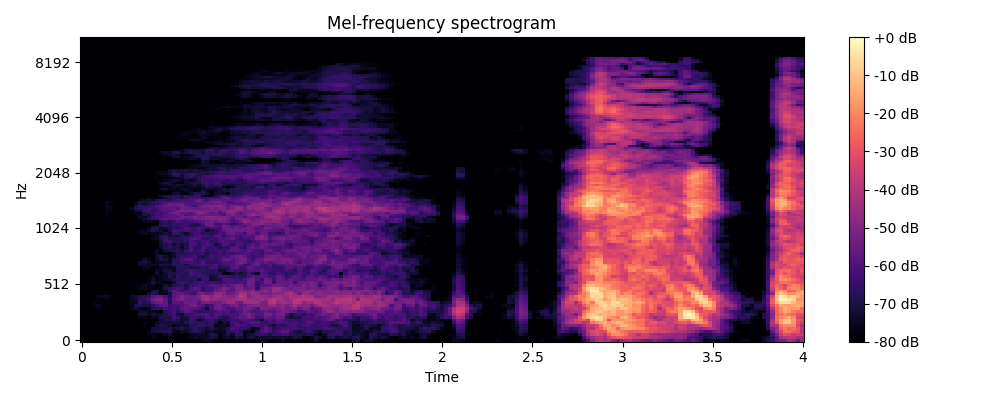 Mel-frequency spectrogram
Hz
8192
4096
2048
1024
512
0
0 0.5 1 1.5 2 2.5 3 3.5 4
Time
+0 dB
-10 dB
-20 dB
-30 dB
-40 dB
-50 dB
-60 dB
-70 dB
-80 dB